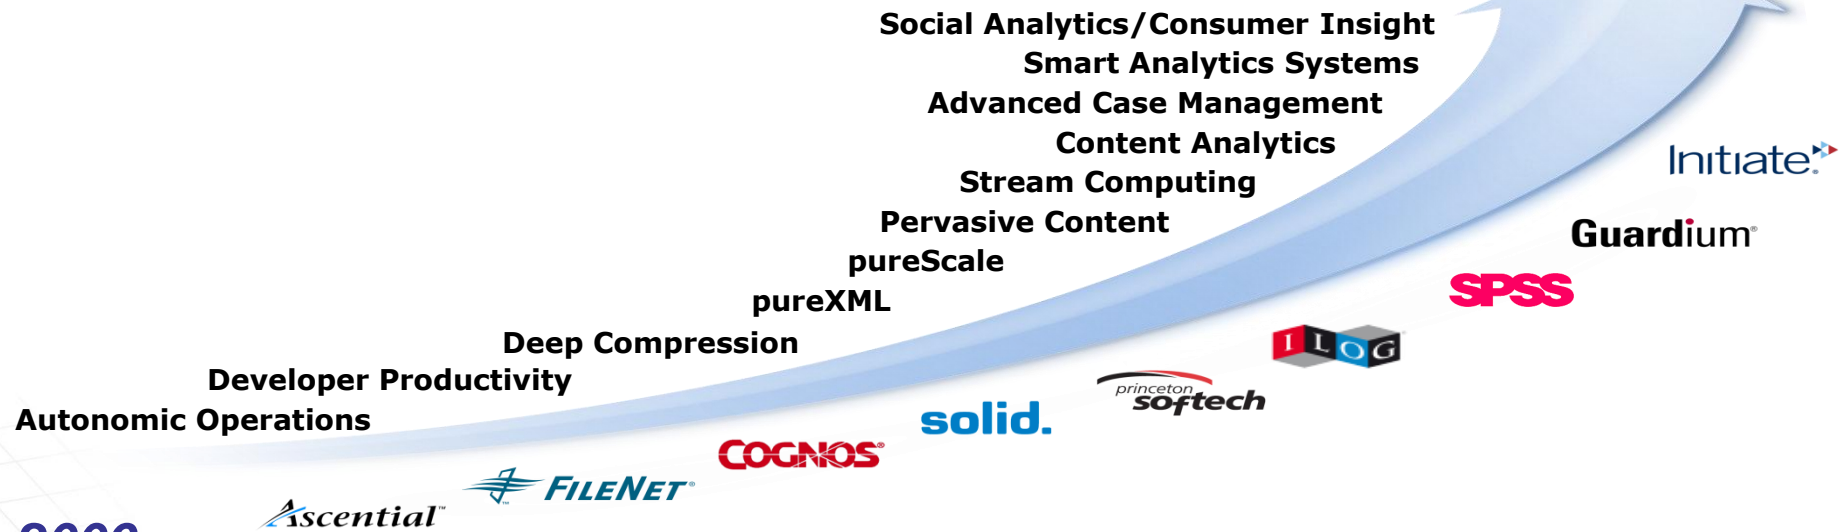 Social Analytics/Consumer Insight
Smart Analytics Systems
Advanced Case Management
Content Analytics
Initiate.
Stream Computing
Pervasive Content
Guardium®
pureScale
SPSS
pureXML
Deep Compression
ILOG
Developer Productivity
princeton
softech
Autonomic Operations
solid.
COGNOS®
FILENET®
Ascential™